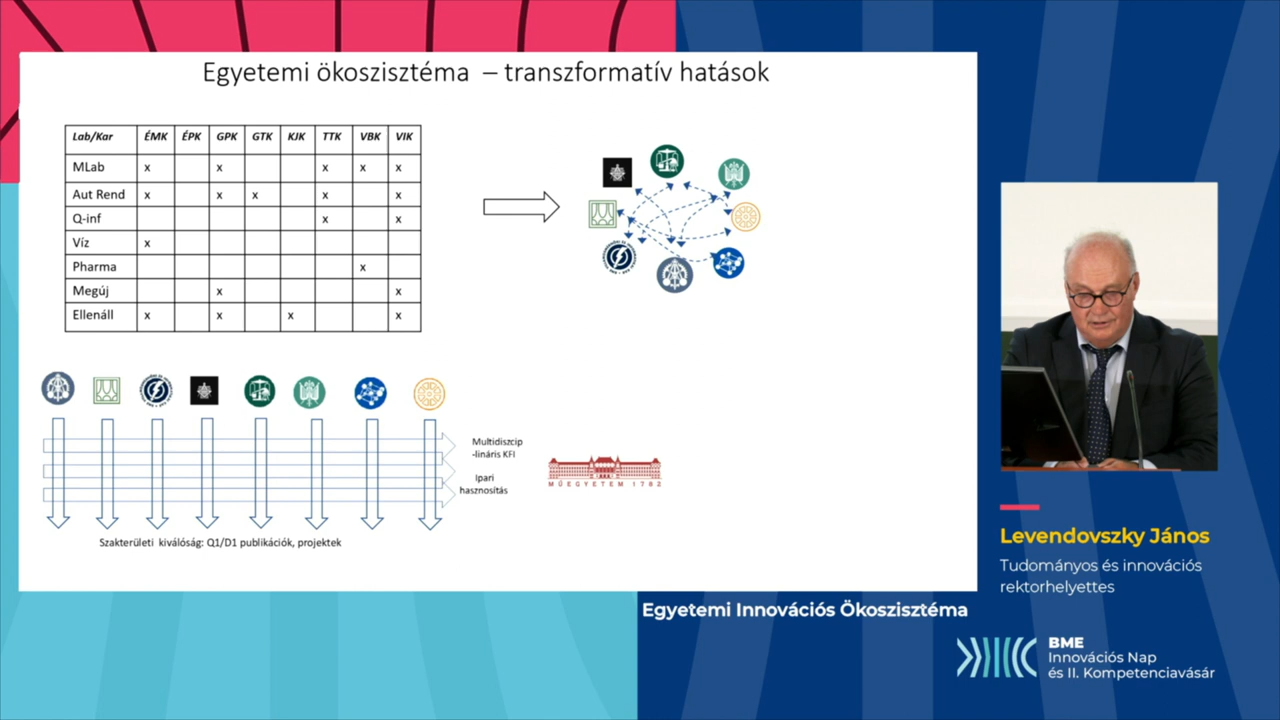 Egyetemi ökoszisztéma – transzformatív hatások
Lab/Kar ÉMK ÉPK GPK GTK KJK TTK VBK VIK
MLab x x x x x
Aut Rend x x x x x
Q-inf x x
Víz x
Pharma x
Megúj x x
Ellenáll x x x x
Multidiszcip
-lináris KFI
Ipari
hasznosítás
MŰEGYETEM 1782
Szakterületi kiválóság: Q1/D1 publikációk, projektek
Levendovszky János
Tudományos és innovációs
rektorhelyettes
Egyetemi Innovációs Ökoszisztéma
BME
Innovációs Nap
és II. Kompetenciavásár